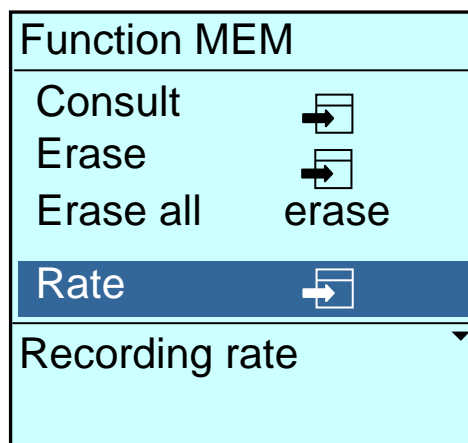 Function MEM
Consult
Erase
Erase all erase
Rate
Recording rate